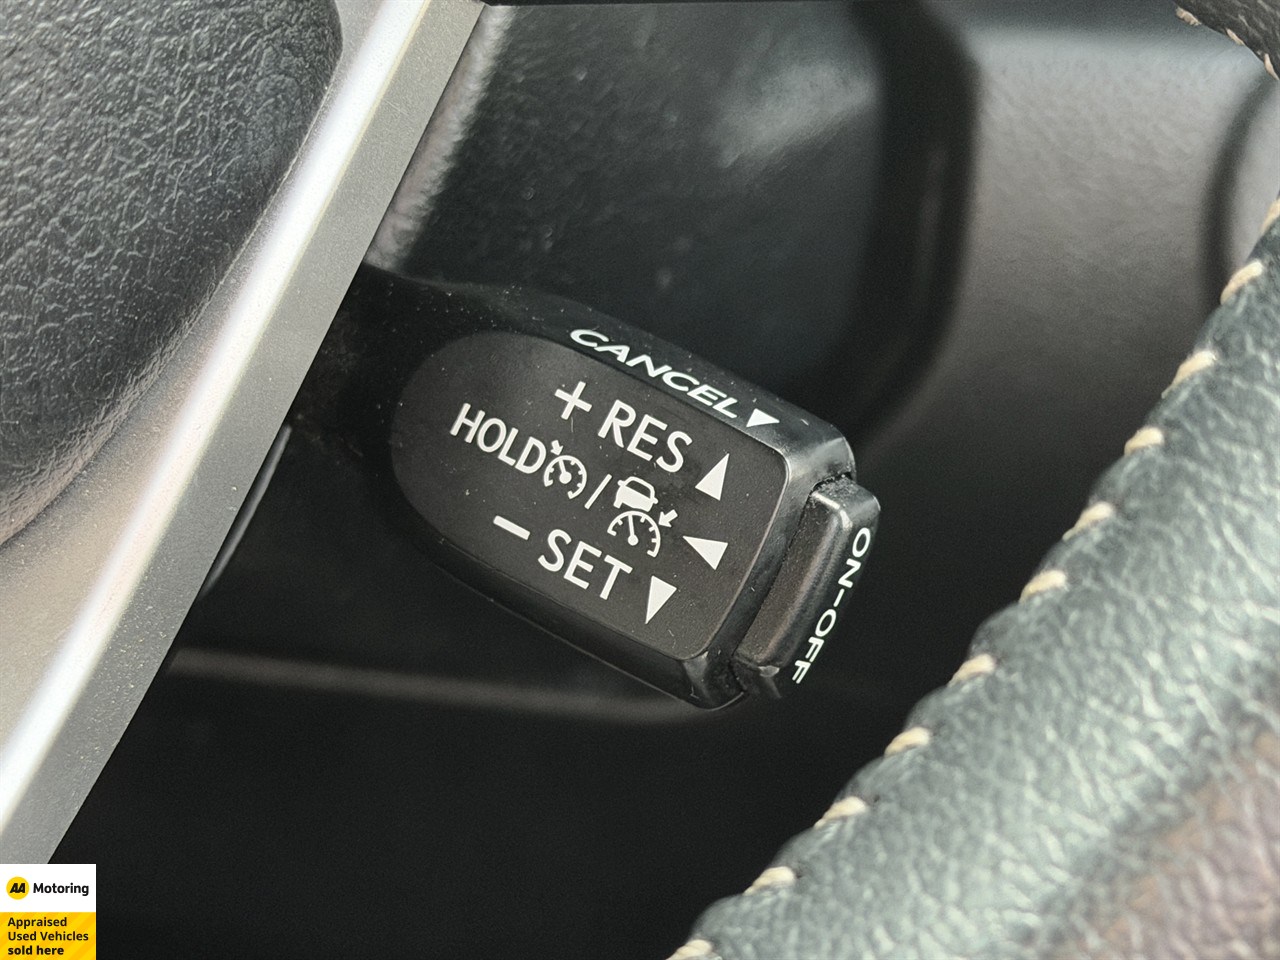 CANCEL
+ RES
HOLD /
- SET
ON-OFF
AA Motoring
Appraised
Used Vehicles
sold here